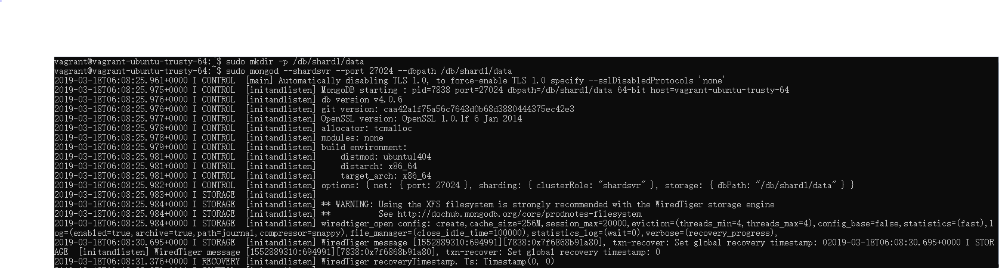 vagrant@vagrant-ubuntu-trusty-64:~$ sudo mkdir -p /db/shard1/data
vagrant@vagrant-ubuntu-trusty-64:~$ sudo mongod --shardsvr --port 27024 --dbpath /db/shard1/data
2019-03-18T06:08:25.961+0000 I CONTROL  [main] Automatically disabling TLS 1.0, to force-enable TLS 1.0 specify --sslDisabledProtocols 'none'
2019-03-18T06:08:25.975+0000 I CONTROL  [initandlisten] MongoDB starting : pid=7838 port=27024 dbpath=/db/shard1/data 64-bit host=vagrant-ubuntu-trusty-64
2019-03-18T06:08:25.976+0000 I CONTROL  [initandlisten] db version v4.0.6
2019-03-18T06:08:25.976+0000 I CONTROL  [initandlisten] git version: caa42a1f75a56c7643d0b68d3880444375ec42e3
2019-03-18T06:08:25.977+0000 I CONTROL  [initandlisten] OpenSSL version: OpenSSL 1.0.1f 6 Jan 2014
2019-03-18T06:08:25.978+0000 I CONTROL  [initandlisten] allocator: tcmalloc
2019-03-18T06:08:25.978+0000 I CONTROL  [initandlisten] modules: none
2019-03-18T06:08:25.979+0000 I CONTROL  [initandlisten] build environment:
2019-03-18T06:08:25.981+0000 I CONTROL  [initandlisten]     distmod: ubuntu1404
2019-03-18T06:08:25.981+0000 I CONTROL  [initandlisten]     distarch: x86_64
2019-03-18T06:08:25.981+0000 I CONTROL  [initandlisten]     target_arch: x86_64
2019-03-18T06:08:25.982+0000 I CONTROL  [initandlisten] options: { net: { port: 27024 }, sharding: { clusterRole: "shardsvr" }, storage: { dbPath: "/db/shard1/data" } }
2019-03-18T06:08:25.983+0000 I STORAGE  [initandlisten]
2019-03-18T06:08:25.984+0000 I STORAGE  [initandlisten] ** WARNING: Using the XFS filesystem is strongly recommended with the WiredTiger storage engine
2019-03-18T06:08:25.984+0000 I STORAGE  [initandlisten] **          See http://dochub.mongodb.org/core/prodnotes-filesystem
2019-03-18T06:08:25.984+0000 I STORAGE  [initandlisten] wiredtiger_open config: create,cache_size=256M,session_max=20000,eviction=(threads_min=4,threads_max=4),config_base=false,statistics=(fast),l
og=(enabled=true,archive=true,path=journal,compressor=snappy),file_manager=(close_idle_time=100000),statistics_log=(wait=0),verbose=(recovery_progress),
2019-03-18T06:08:30.695+0000 I STORAGE  [initandlisten] WiredTiger message [1552889310:694991][7838:0x7f6868b91a80], txn-recover: Set global recovery timestamp: 02019-03-18T06:08:30.695+0000 I STOR
AGE  [initandlisten] WiredTiger message [1552889310:694991][7838:0x7f6868b91a80], txn-recover: Set global recovery timestamp: 0
2019-03-18T06:08:31.376+0000 I RECOVERY [initandlisten] WiredTiger recoveryTimestamp. Ts: Timestamp(0, 0)